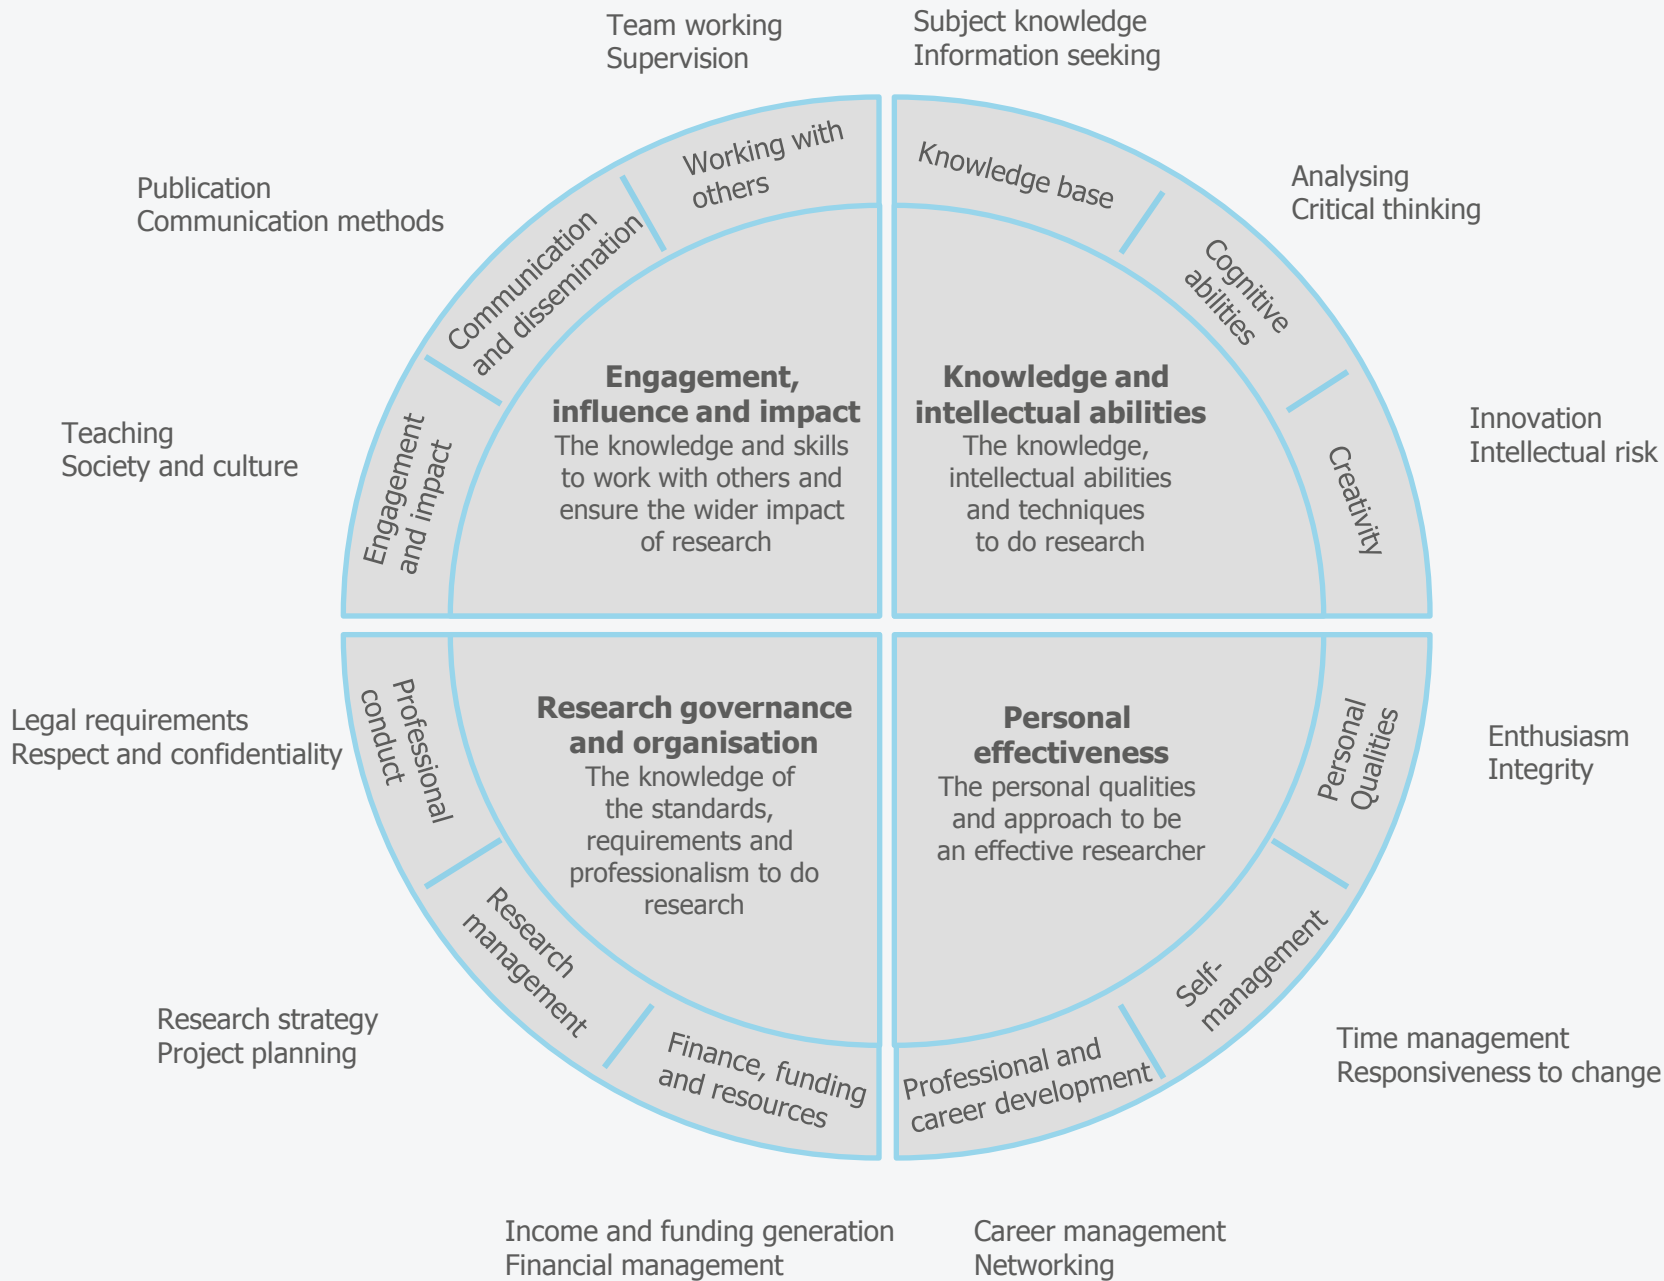 Team working
Supervision
Subject knowledge
Information seeking
Publication
Communication methods
Working with
others
Knowledge base
Analysing
Critical thinking
Communication
and dissemination
Cognitive
abilities
Teaching
Society and culture
Engagement
and impact
Engagement,
influence and impact
The knowledge and skills
to work with others and
ensure the wider impact
of research
Knowledge and
intellectual abilities
The knowledge,
intellectual abilities
and techniques
to do research
Creativity
Innovation
Intellectual risk
Legal requirements
Respect and confidentiality
Professional
conduct
Research governance
and organisation
The knowledge of
the standards,
requirements and
professionalism to do
research
Personal
effectiveness
The personal qualities
and approach to be
an effective researcher
Personal
Qualities
Enthusiasm
Integrity
Research strategy
Project planning
Research
management
Finance, funding
and resources
Professional and
career development
Self-
management
Time management
Responsiveness to change
Income and funding generation
Financial management
Career management
Networking